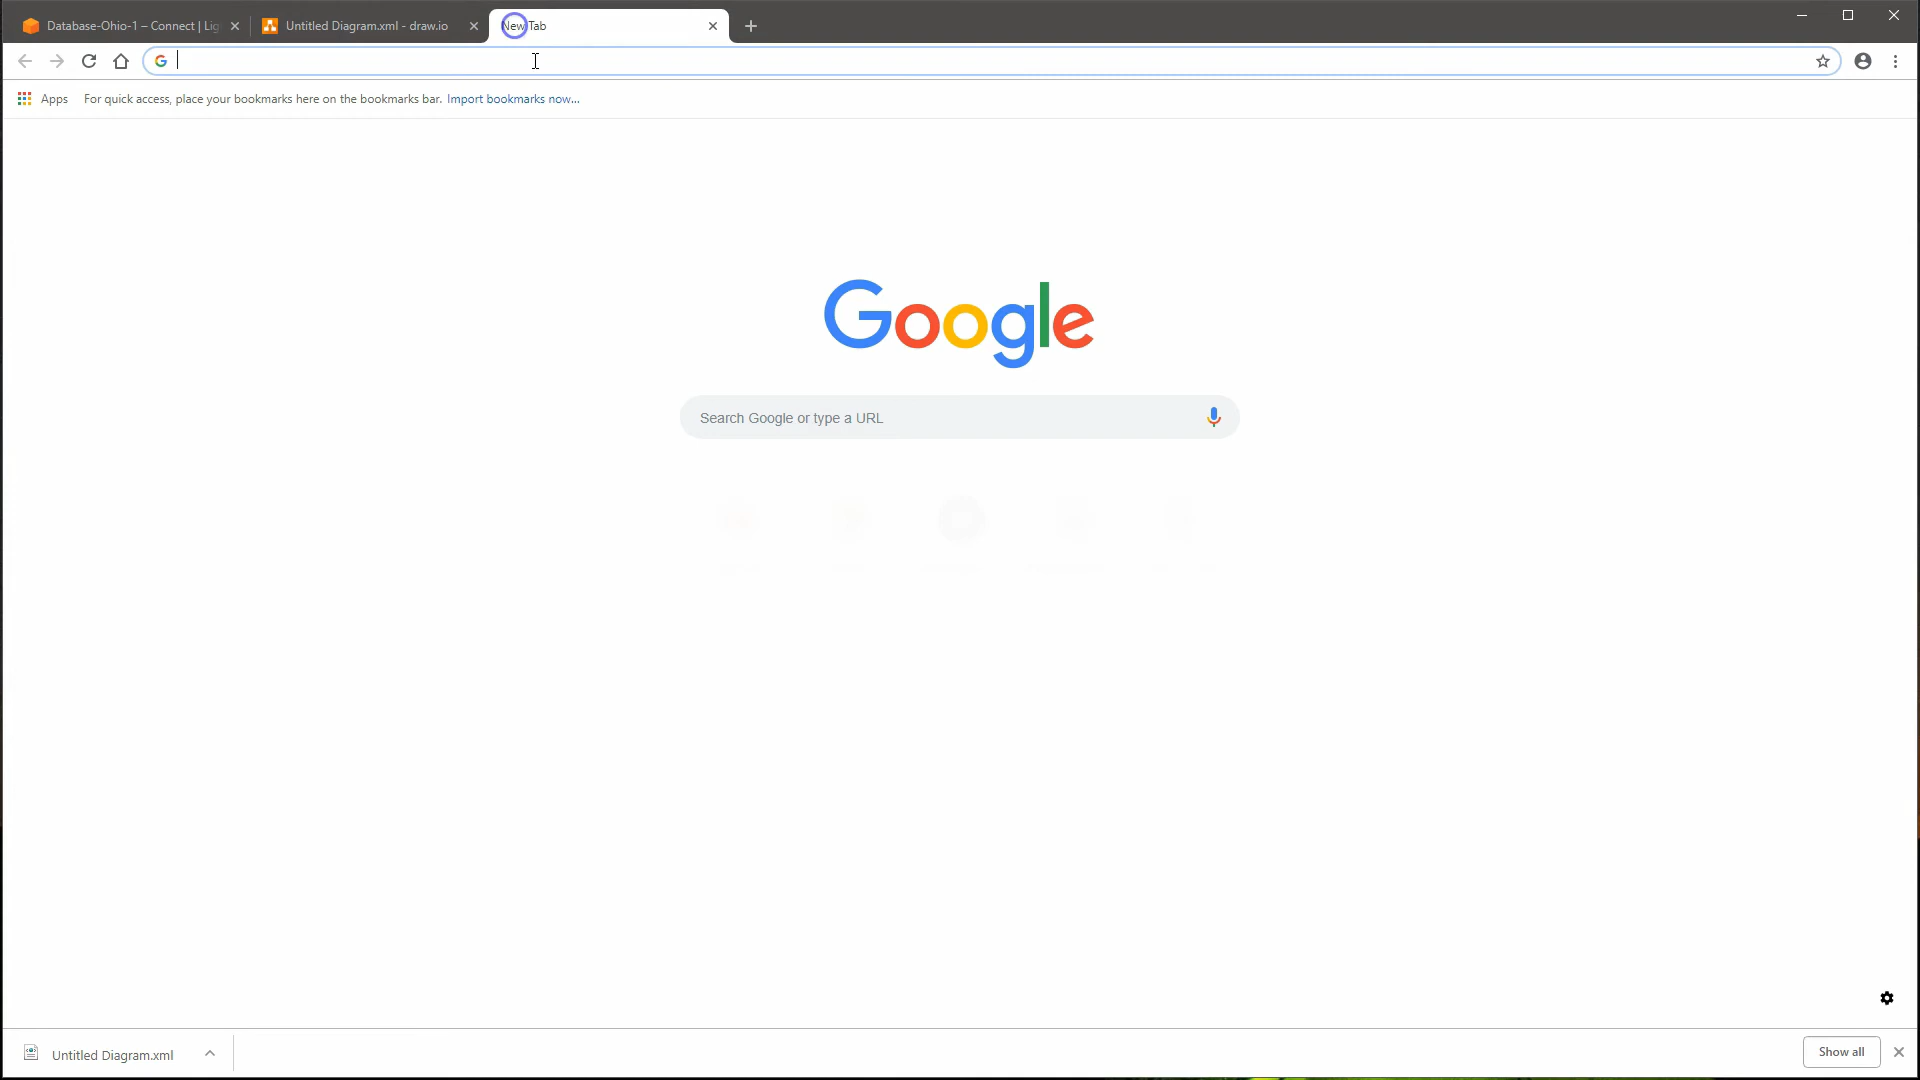 Database-Ohio-1 – Connect | Lig
Untitled Diagram.xml - draw.io
New Tab
Apps
For quick access, place your bookmarks here on the bookmarks bar. Import bookmarks now...
Google
Search Google or type a URL
Untitled Diagram.xml
Show all